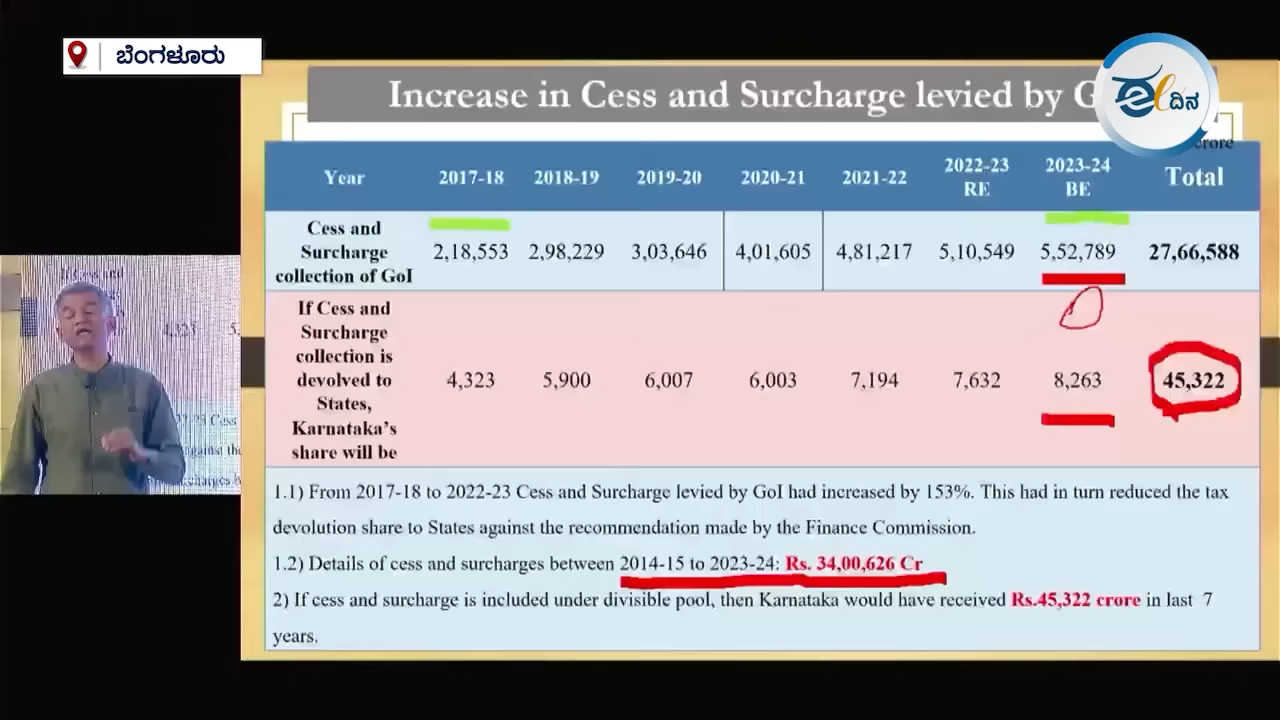 ಬೆಂಗಳೂರು
Increase in Cess and Surcharge levied by G
el ದಿನ
crore
Year 2017-18 2018-19 2019-20 2020-21 2021-22 2022-23 RE 2023-24 BE Total
Cess and Surcharge collection of GoI 2,18,553 2,98,229 3,03,646 4,01,605 4,81,217 5,10,549 5,52,789 27,66,588
If Cess and Surcharge collection is devolved to States, Karnataka's share will be 4,323 5,900 6,007 6,003 7,194 7,632 8,263 45,322
1.1) From 2017-18 to 2022-23 Cess and Surcharge levied by GoI had increased by 153%. This had in turn reduced the tax
devolution share to States against the recommendation made by the Finance Commission.
1.2) Details of cess and surcharges between 2014-15 to 2023-24: Rs. 34,00,626 Cr
2) If cess and surcharge is included under divisible pool, then Karnataka would have received Rs.45,322 crore in last 7
years.
If Cess and
4,323 5,